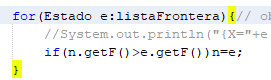 for(Estado e:listaFrontera){// o
//System.out.println("{X="+e
if(n.getF()>e.getF())n=e;
}